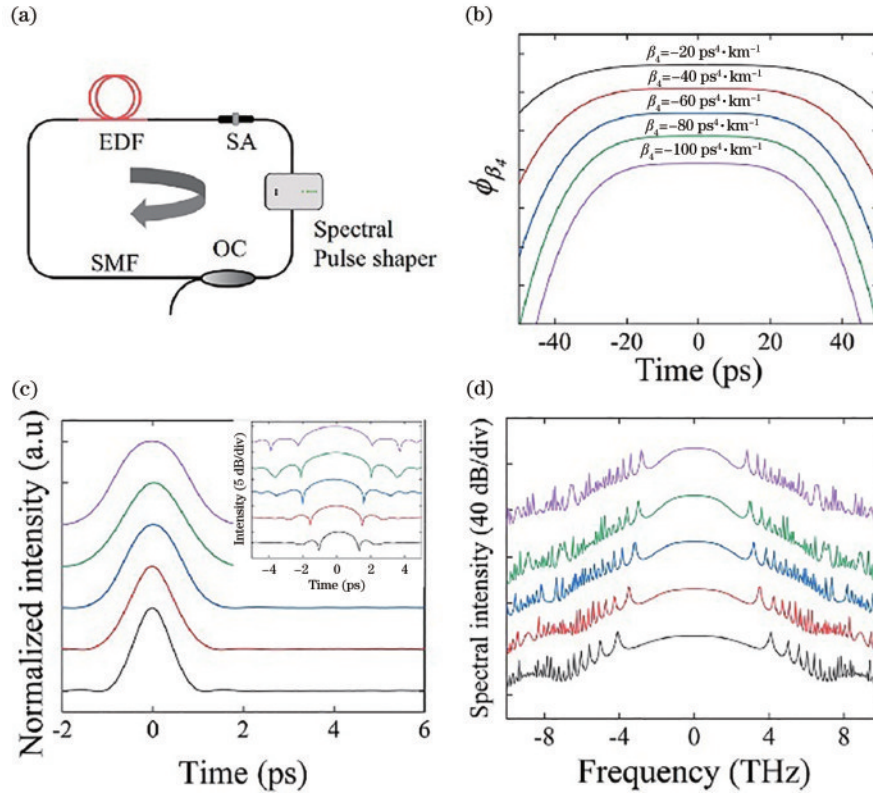 (a)
EDF
SA
Spectral
Pulse shaper
OC
SMF
(b)
β₄=−20 ps⁴·km⁻¹
β₄=−40 ps⁴·km⁻¹
β₄=−60 ps⁴·km⁻¹
β₄=−80 ps⁴·km⁻¹
β₄=−100 ps⁴·km⁻¹
ϕβ₄
-40 -20 0 20 40
Time (ps)
(c)
Normalized intensity (a.u)
Intensity (5 dB/div)
-4 -2 0 2 4
Time (ps)
-2 0 2 4 6
Time (ps)
(d)
Spectral intensity (40 dB/div)
-8 -4 0 4 8
Frequency (THz)